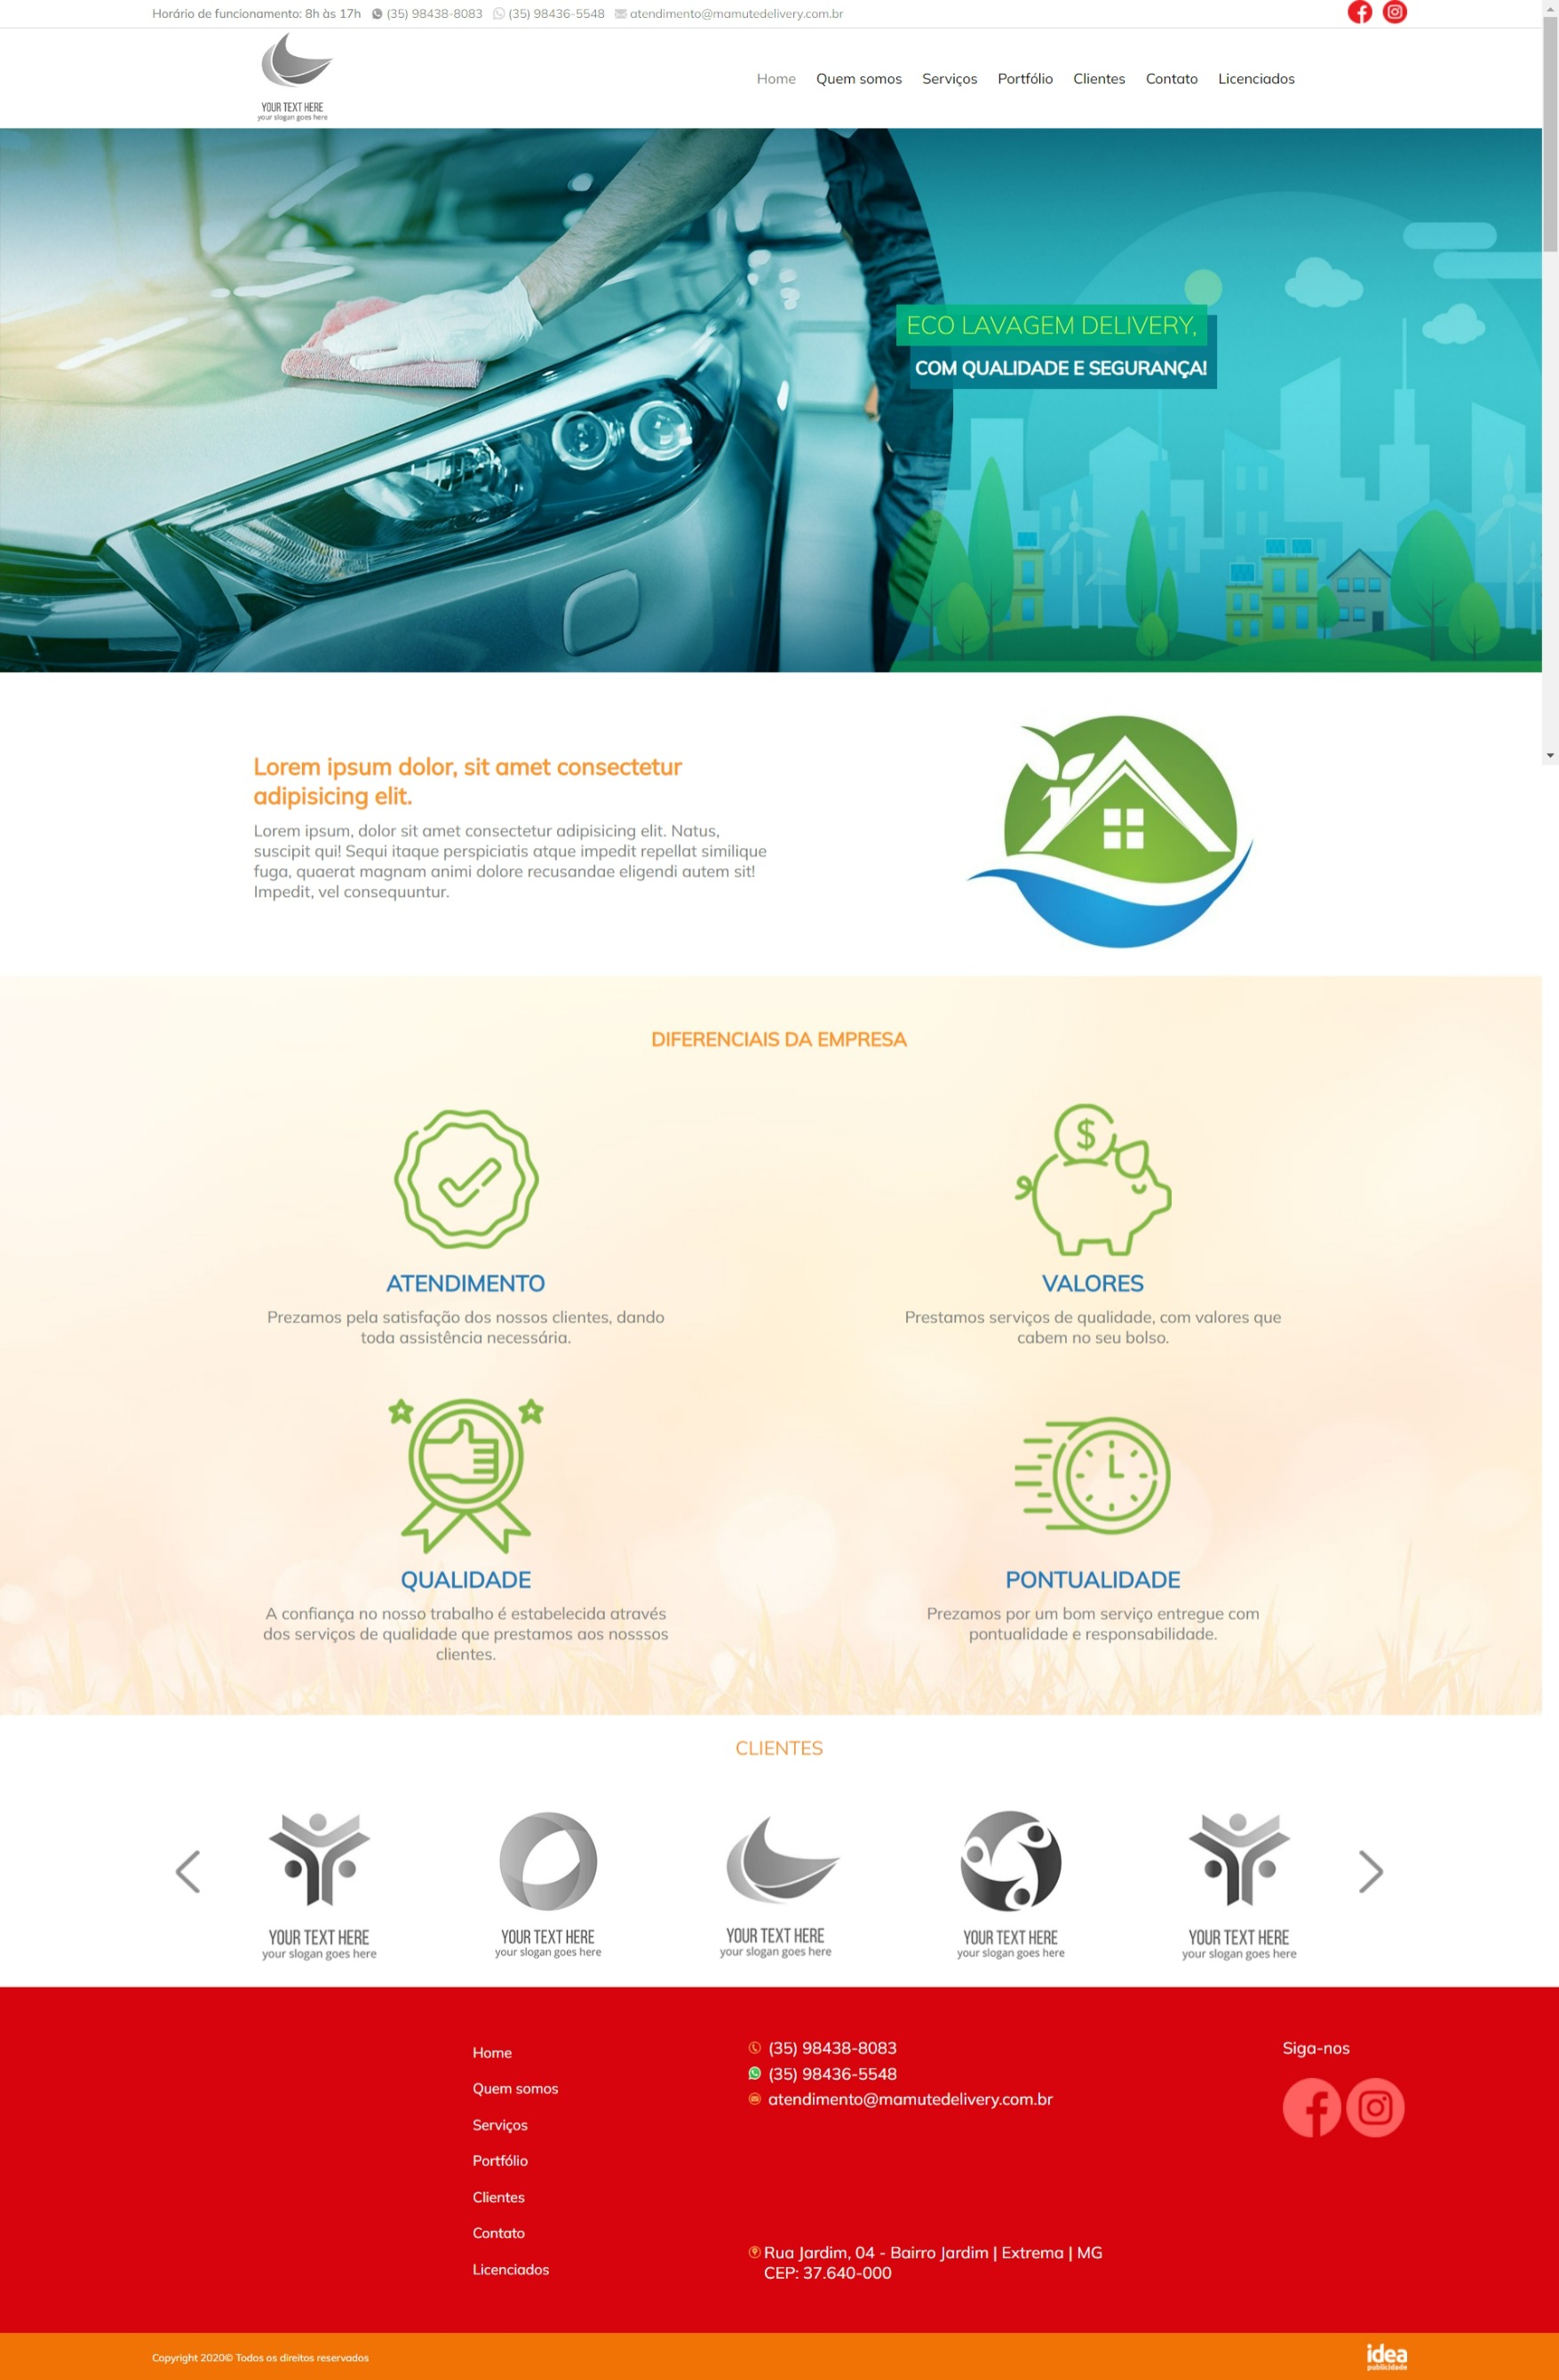 Horário de funcionamento: 8h às 17h (35) 98438-8083 (35) 98436-5548 atendimento@mamutedelivery.com.br
YOUR TEXT HERE
your slogan goes here
Home Quem somos Serviços Portfólio Clientes Contato Licenciados
ECO LAVAGEM DELIVERY,
COM QUALIDADE E SEGURANÇA!
Lorem ipsum dolor, sit amet consectetur
adipisicing elit.
Lorem ipsum, dolor sit amet consectetur adipisicing elit. Natus,
suscipit qui! Sequi itaque perspiciatis atque impedit repellat similique
fuga, quaerat magnam animi dolore recusandae eligendi autem sit!
Impedit, vel consequuntur.
DIFERENCIAIS DA EMPRESA
$
ATENDIMENTO
Prezamos pela satisfação dos nossos clientes, dando
toda assistência necessária.
VALORES
Prestamos serviços de qualidade, com valores que
cabem no seu bolso.
QUALIDADE
A confiança no nosso trabalho é estabelecida através
dos serviços de qualidade que prestamos aos nosssos
clientes.
PONTUALIDADE
Prezamos por um bom serviço entregue com
pontualidade e responsabilidade.
CLIENTES
YOUR TEXT HERE
your slogan goes here
YOUR TEXT HERE
your slogan goes here
YOUR TEXT HERE
your slogan goes here
YOUR TEXT HERE
your slogan goes here
YOUR TEXT HERE
your slogan goes here
Home
Quem somos
Serviços
Portfólio
Clientes
Contato
Licenciados
(35) 98438-8083
(35) 98436-5548
atendimento@mamutedelivery.com.br
Rua Jardim, 04 - Bairro Jardim | Extrema | MG
CEP: 37.640-000
Siga-nos
Copyright 2020© Todos os direitos reservados
idea
publicidade